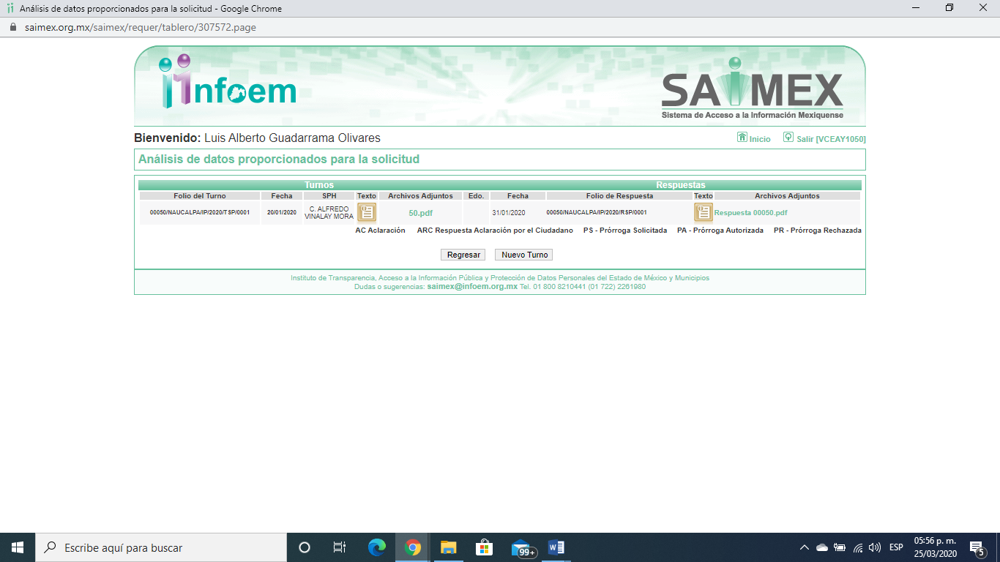 Análisis de datos proporcionados para la solicitud - Google Chrome
saimex.org.mx/saimex/requer/tablero/307572.page
infoem
SAIMEX
Sistema de Acceso a la Información Mexiquense
Bienvenido: Luis Alberto Guadarrama Olivares
Inicio Salir [VCEAY1050]
Análisis de datos proporcionados para la solicitud
Turnos Respuestas
Folio del Turno Fecha SPH Texto Archivos Adjuntos Edo. Fecha Folio de Respuesta Texto Archivos Adjuntos
00050/NAUCALPA/IP/2020/TSP/0001 20/01/2020 C. ALFREDO VINALAY MORA 50.pdf 31/01/2020 00050/NAUCALPA/IP/2020/RSP/0001 Respuesta 00050.pdf
AC Aclaración ARC Respuesta Aclaración por el Ciudadano PS - Prórroga Solicitada PA - Prórroga Autorizada PR - Prórroga Rechazada
Regresar Nuevo Turno
Instituto de Transparencia, Acceso a la Información Pública y Protección de Datos Personales del Estado de México y Municipios
Dudas o sugerencias: saimex@infoem.org.mx Tel. 01 800 8210441 (01 722) 2261980
Escribe aquí para buscar
99+
ESP
05:56 p. m.
25/03/2020
5